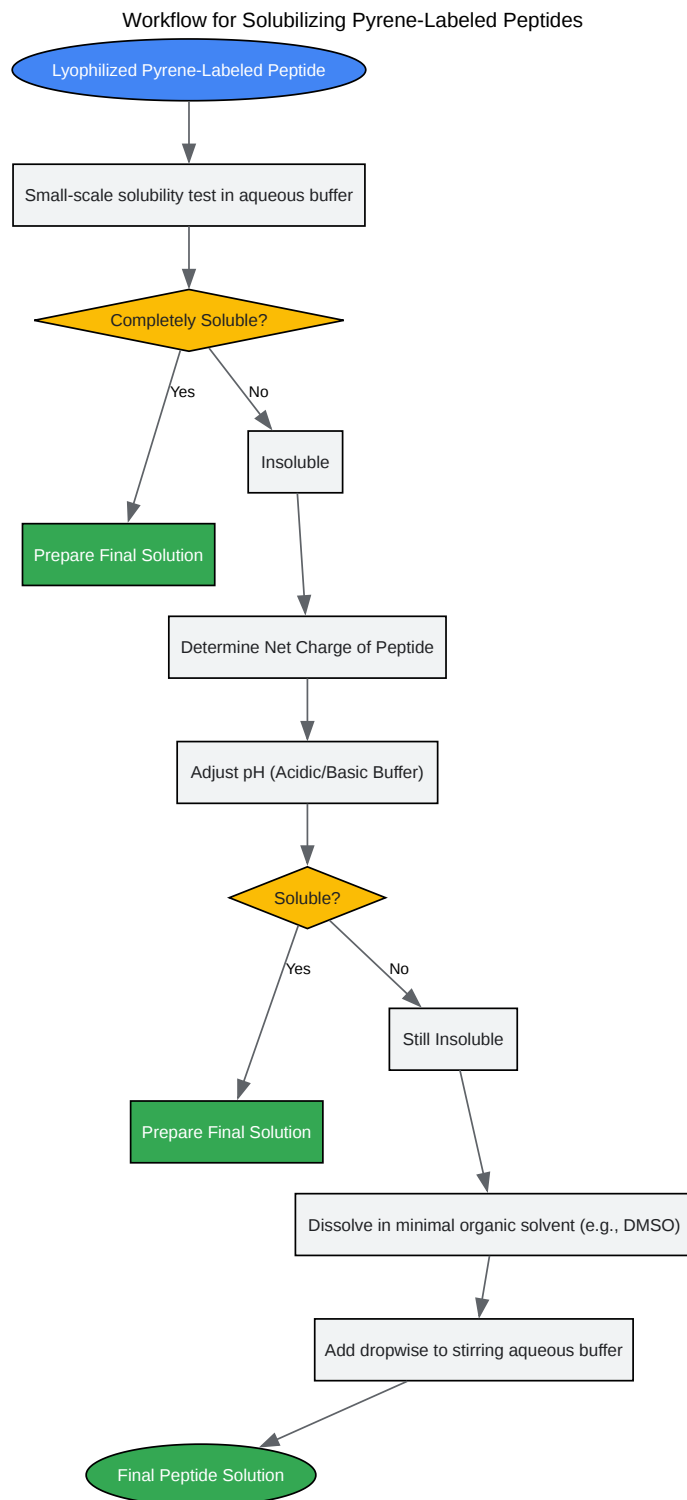 Workflow for Solubilizing Pyrene-Labeled Peptides
Lyophilized Pyrene-Labeled Peptide
Small-scale solubility test in aqueous buffer
Completely Soluble?
Yes
No
Insoluble
Prepare Final Solution
Determine Net Charge of Peptide
Adjust pH (Acidic/Basic Buffer)
Soluble?
Yes
No
Still Insoluble
Prepare Final Solution
Dissolve in minimal organic solvent (e.g., DMSO)
Add dropwise to stirring aqueous buffer
Final Peptide Solution